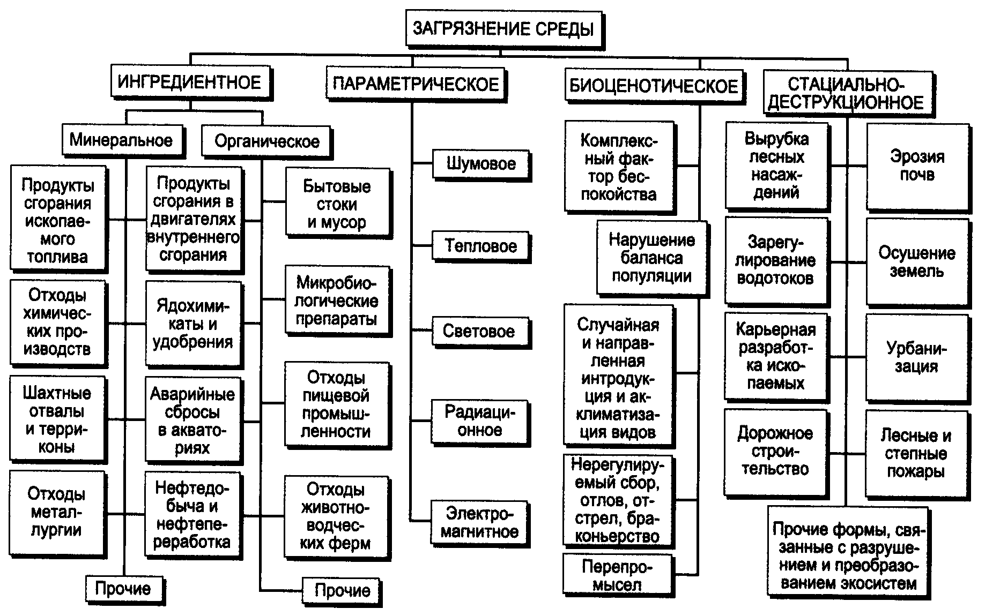 ЗАГРЯЗНЕНИЕ СРЕДЫ
ИНГРЕДИЕНТНОЕ
ПАРАМЕТРИЧЕСКОЕ
БИОЦЕНОТИЧЕСКОЕ
СТАЦИАЛЬНО-
ДЕСТРУКЦИОННОЕ
Минеральное
Органическое
Продукты
сгорания
ископае-
мого
топлива
Отходы
химичес-
ких про-
изводств
Шахтные
отвалы
и терри-
коны
Отходы
метал-
лургии
Прочие
Продукты
сгорания в
двигателях
внутреннего
сгорания
Ядохими-
каты и
удобрения
Аварийные
сбросы
в аквато-
риях
Нефтедо-
быча и
нефтепе-
реработка
Бытовые
стоки
и мусор
Микробио-
логические
препараты
Отходы
пищевой
промыш-
ленности
Отходы
животно-
водчес-
ких ферм
Прочие
Шумовое
Тепловое
Световое
Радиаци-
онное
Электро-
магнитное
Комплекс-
ный фак-
тор бес-
покойства
Нарушение
баланса
популяции
Случайная
и направ-
ленная
интродук-
ция и ак-
климатиза-
ция видов
Нерегулиру-
емый сбор,
отлов, от-
стрел, бра-
коньерство
Перепро-
мысел
Вырубка
лесных
насаж-
дений
Зарегу-
лирование
водотоков
Карьерная
разработ-
ка иско-
паемых
Дорожное
строи-
тельство
Эрозия
почв
Осушение
земель
Урбани-
зация
Лесные и
степные
пожары
Прочие формы, свя-
занные с разруше-
нием и преобразо-
ванием экосистем